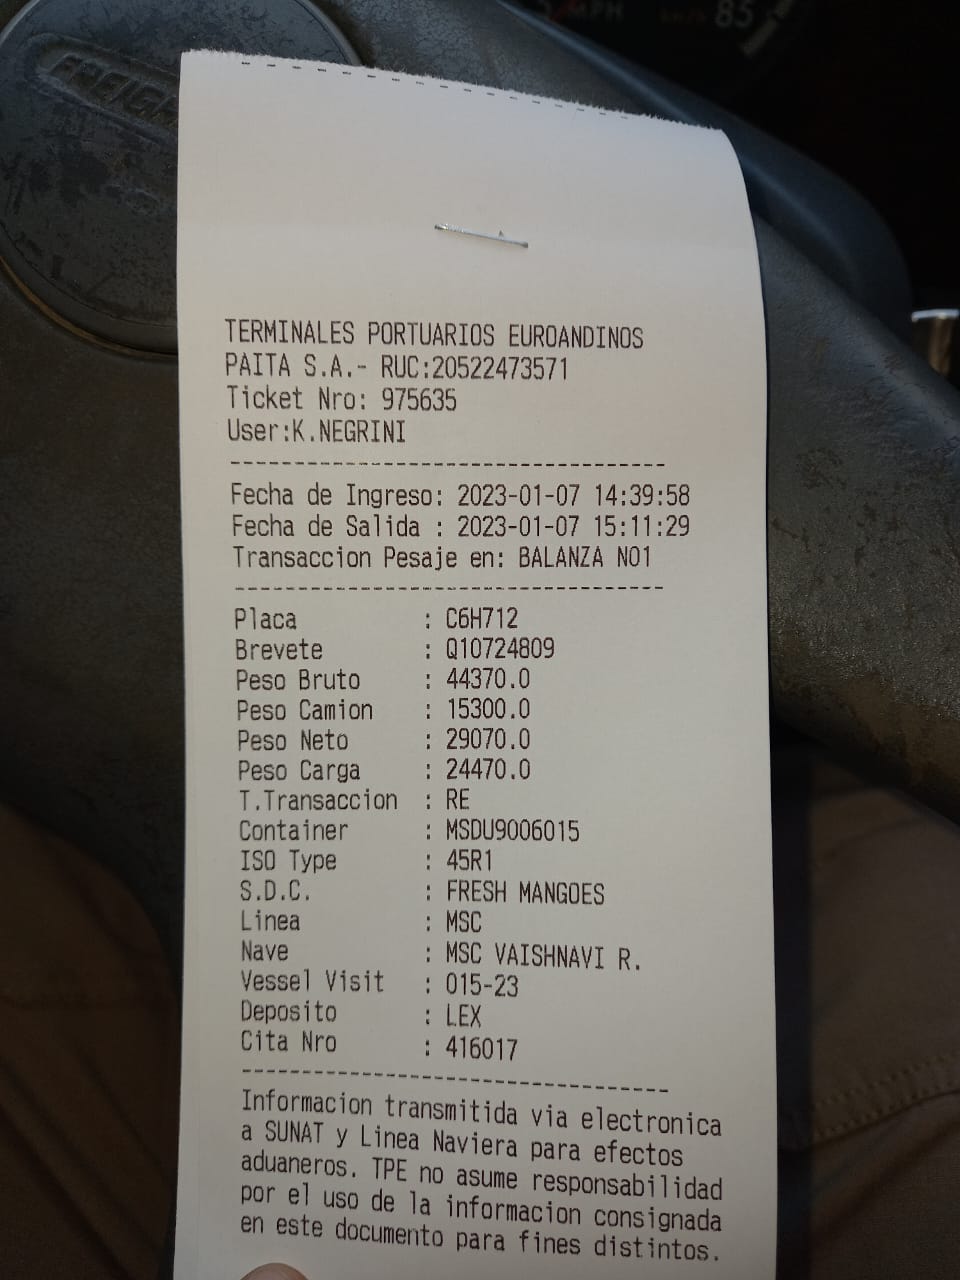 MPH
km/h
85
FREIGH
TERMINALES PORTUARIOS EUROANDINOS
PAITA S.A.- RUC:20522473571
Ticket Nro: 975635
User:K.NEGRINI
----------------------------------
Fecha de Ingreso: 2023-01-07 14:39:58
Fecha de Salida : 2023-01-07 15:11:29
Transaccion Pesaje en: BALANZA NO1
----------------------------------
Placa : C6H712
Brevete : Q10724809
Peso Bruto : 44370.0
Peso Camion : 15300.0
Peso Neto : 29070.0
Peso Carga : 24470.0
T.Transaccion : RE
Container : MSDU9006015
ISO Type : 45R1
S.D.C. : FRESH MANGOES
Linea : MSC
Nave : MSC VAISHNAVI R.
Vessel Visit : 015-23
Deposito : LEX
Cita Nro : 416017
----------------------------------
Informacion transmitida via electronica
a SUNAT y Linea Naviera para efectos
aduaneros. TPE no asume responsabilidad
por el uso de la informacion consignada
en este documento para fines distintos.